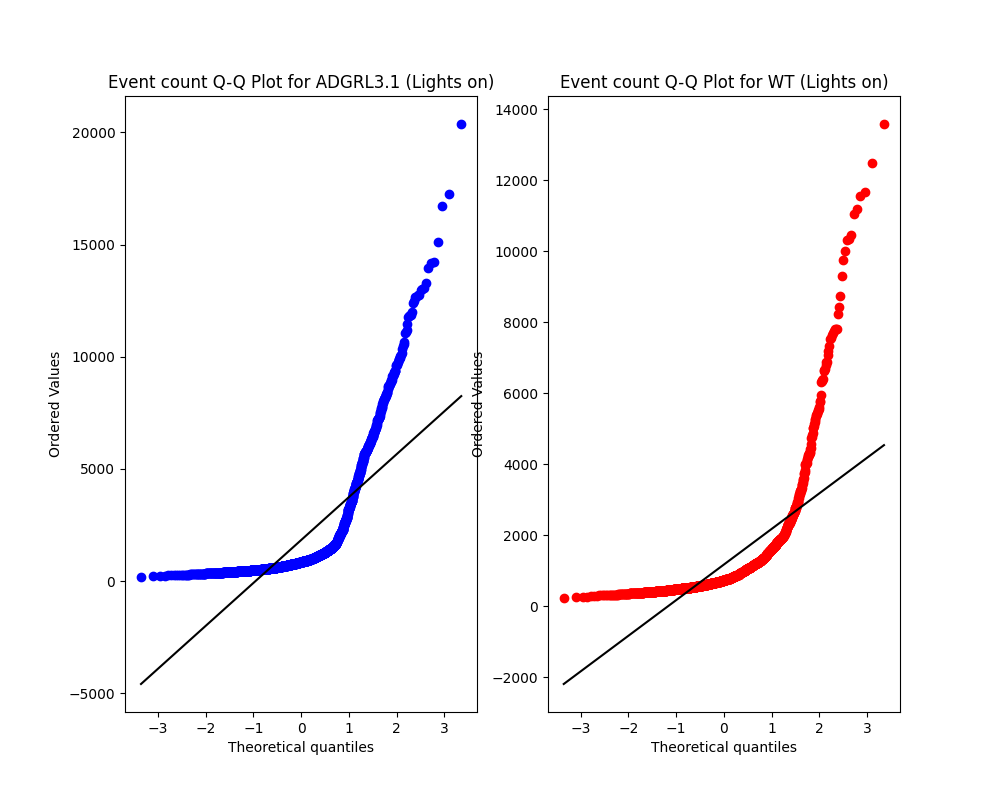 Event count Q-Q Plot for ADGRL3.1 (Lights on)
Ordered Values
20000
15000
10000
5000
0
−5000
−3 −2 −1 0 1 2 3
Theoretical quantiles
Event count Q-Q Plot for WT (Lights on)
Ordered Values
14000
12000
10000
8000
6000
4000
2000
0
−2000
−3 −2 −1 0 1 2 3
Theoretical quantiles